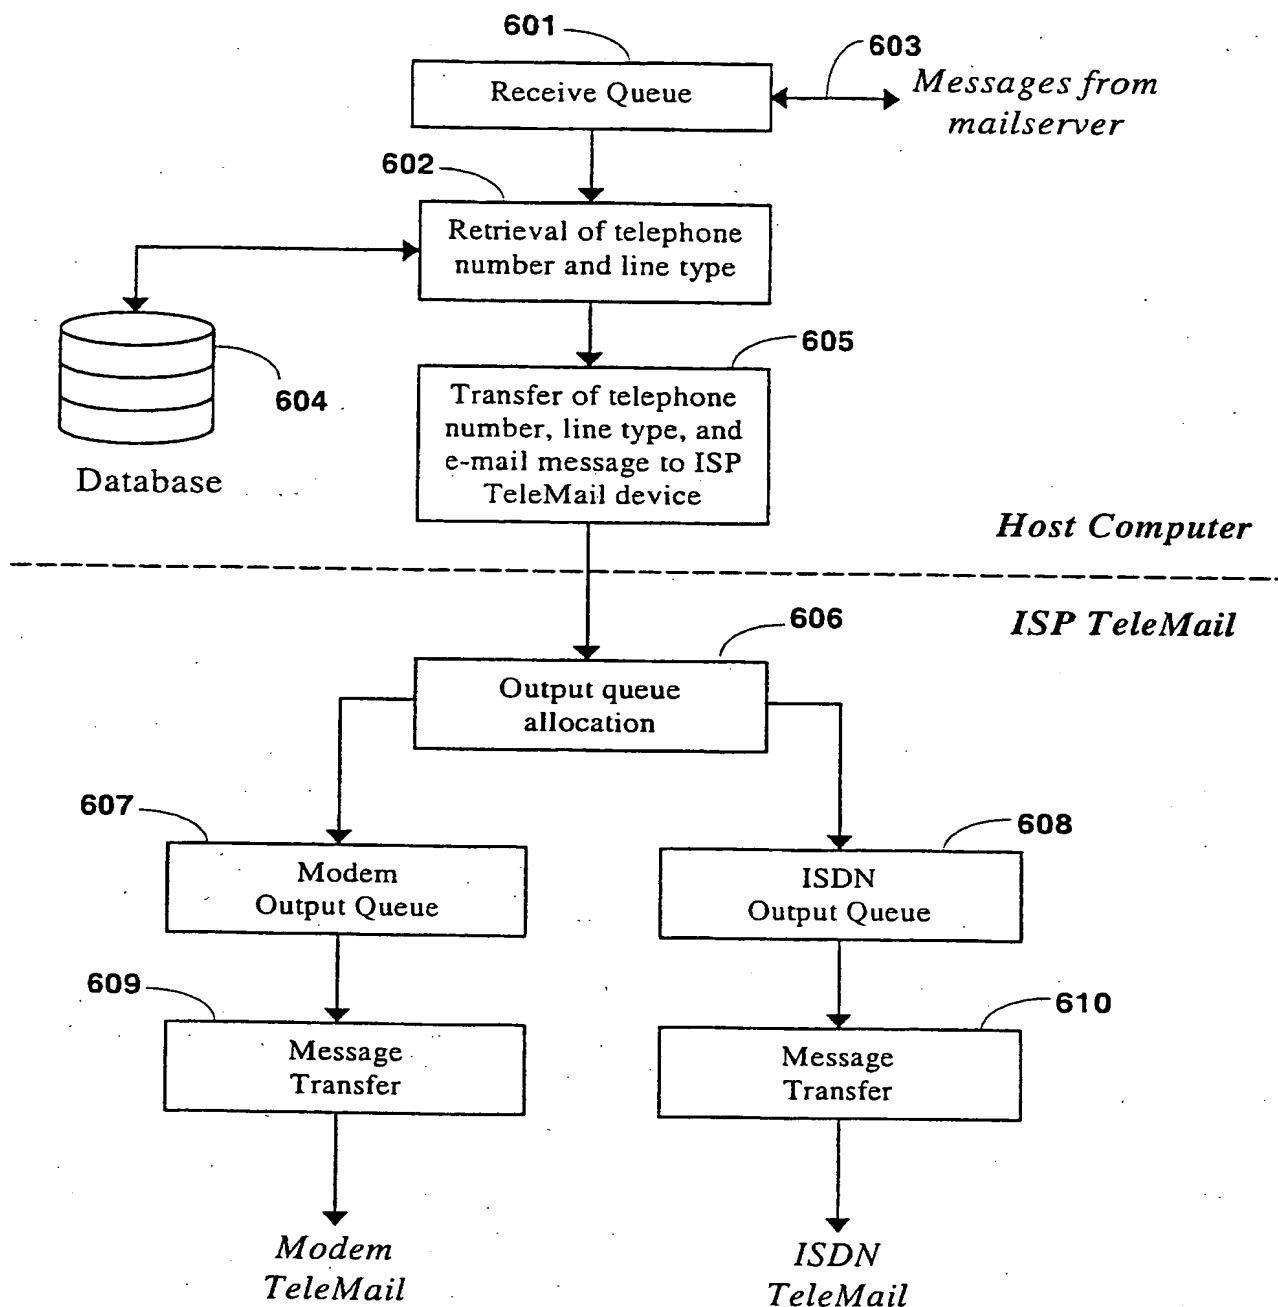 601
603
Receive Queue
Messages from
mailserver
602
Retrieval of telephone
number and line type
605
604
Transfer of telephone
number, line type, and
e-mail message to ISP
TeleMail device
Database
Host Computer
ISP TeleMail
606
Output queue
allocation
607
608
Modem
Output Queue
ISDN
Output Queue
609
610
Message
Transfer
Message
Transfer
Modem
TeleMail
ISDN
TeleMail